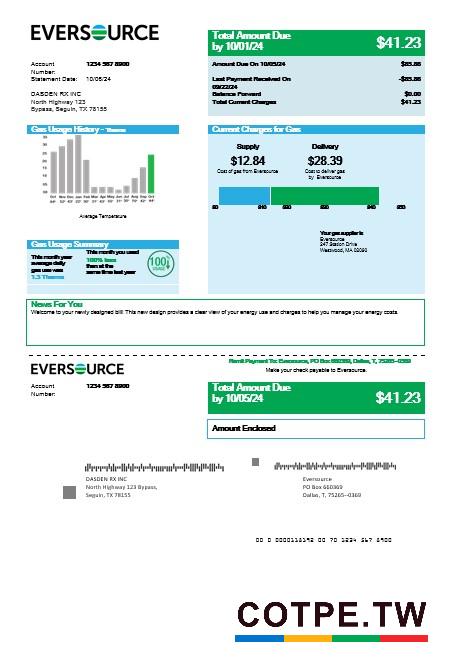 EVERSOURCE
Total Amount Due
by 10/01/24
$41.23
Account
Number:
1234 567 8900
Statement Date: 10/05/24
DASDEN RX INC
North Highway 123
Bypass, Seguin, TX 78155
Amount Due On 10/05/24 $85.86
Last Payment Received On
09/22/24
-$85.86
Balance Forward $0.00
Total Current Charges $41.23
Gas Usage History - Therms
Average Temperature
Current Charges for Gas
Supply
$12.84
Cost of gas from Eversource
Delivery
$28.39
Cost to deliver gas
by Eversource
$0 $10 $20 $30 $40 $50
Your gas supplier is
Eversource
247 Station Drive
Westwood, MA 02090
Gas Usage Summary
This month your
average daily
gas use was
1.3 Therms
This month you used
100% less
than at the
same time last year
100%
USAGE
News For You
Welcome to your newly designed bill! This new design provides a clear view of your energy use and charges to help you manage your energy costs.
EVERSOURCE
Remit Payment To: Eversource, PO Box 660369, Dallas, T, 75265--0369
Make your check payable to Eversource.
Account
Number:
1234 567 8900
Total Amount Due
by 10/05/24
$41.23
Amount Enclosed
DASDEN RX INC
North Highway 123 Bypass,
Seguin, TX 78155
Eversource
PO Box 660369
Dallas, T, 75265--0369
COTPE.TW